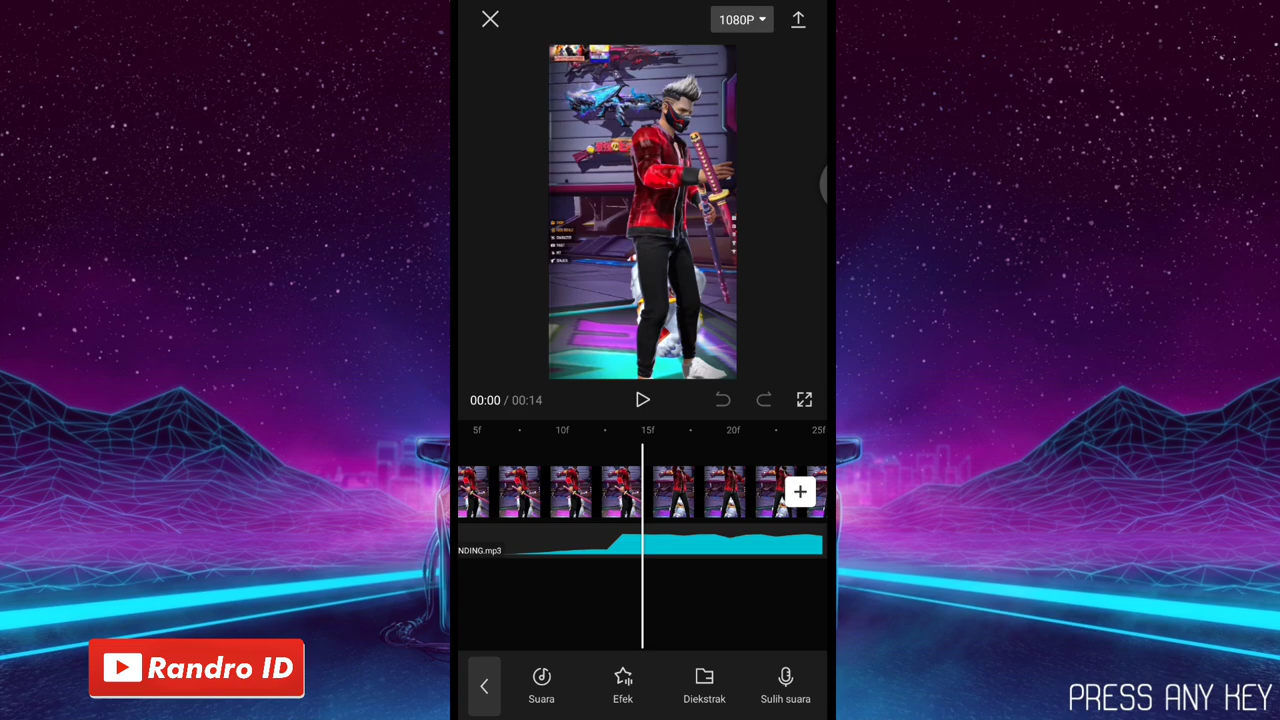 1080P
00:00 / 00:14
5f 10f 15f 20f 25f
NDING.mp3
Suara Efek Diekstrak Sulih suara
Randro ID
PRESS ANY KEY